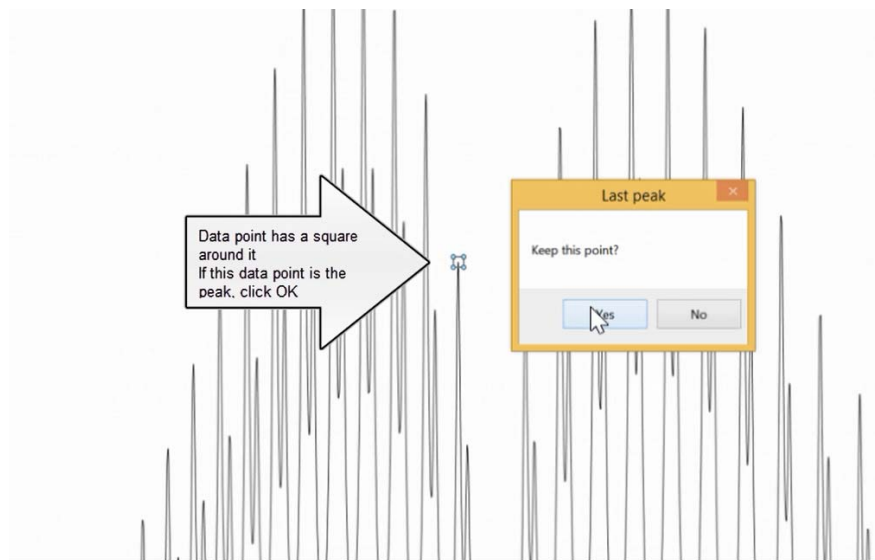 Last peak
Data point has a square
around it
If this data point is the
peak, click OK
Keep this point?
Yes
No